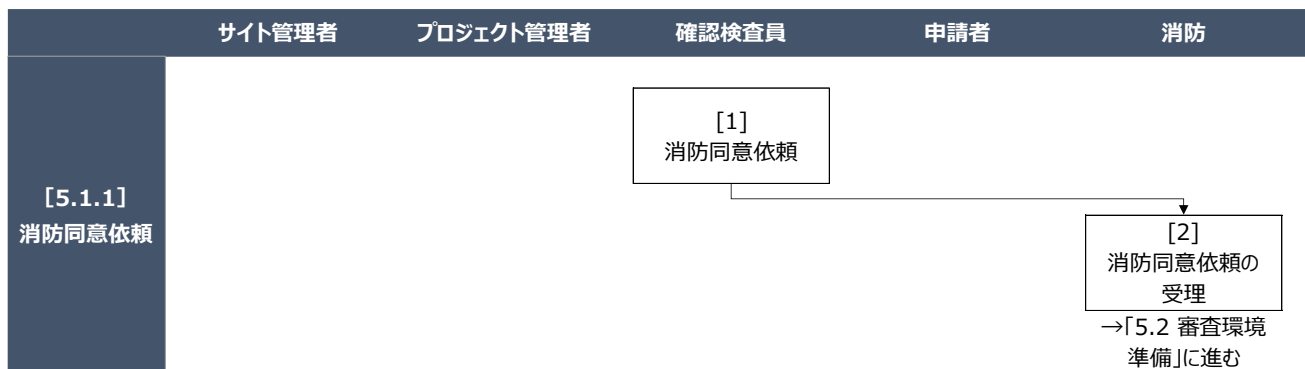 サイト管理者
プロジェクト管理者
確認検査員
申請者
消防
[5.1.1]
消防同意依頼
[1]
消防同意依頼
[2]
消防同意依頼の
受理
→「5.2 審査環境
準備」に進む